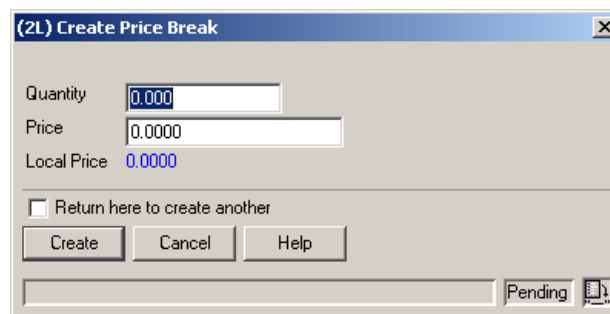 (2L) Create Price Break
Quantity 0.000
Price 0.0000
Local Price 0.0000
Return here to create another
Create Cancel Help
Pending